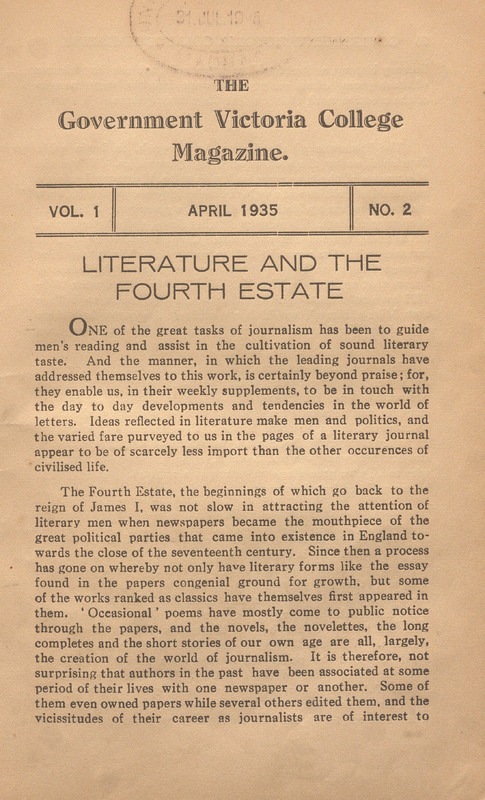 31 JUL 19
THE
Government Victoria College
Magazine.
VOL. 1
APRIL 1935
NO. 2
LITERATURE AND THE
FOURTH ESTATE
ONE of the great tasks of journalism has been to guide
men's reading and assist in the cultivation of sound literary
taste. And the manner, in which the leading journals have
addressed themselves to this work, is certainly beyond praise; for,
they enable us, in their weekly supplements, to be in touch with
the day to day developments and tendencies in the world of
letters. Ideas reflected in literature make men and politics, and
the varied fare purveyed to us in the pages of a literary journal
appear to be of scarcely less import than the other occurences of
civilised life.
The Fourth Estate, the beginnings of which go back to the
reign of James I, was not slow in attracting the attention of
literary men when newspapers became the mouthpiece of the
great political parties that came into existence in England to-
wards the close of the seventeenth century. Since then a process
has gone on whereby not only have literary forms like the essay
found in the papers congenial ground for growth, but some
of the works ranked as classics have themselves first appeared in
them. 'Occasional' poems have mostly come to public notice
through the papers, and the novels, the novelettes, the long
completes and the short stories of our own age are all, largely,
the creation of the world of journalism. It is therefore, not
surprising that authors in the past have been associated at some
period of their lives with one newspaper or another. Some of
them even owned papers while several others edited them, and the
vicissitudes of their career as journalists are of interest to